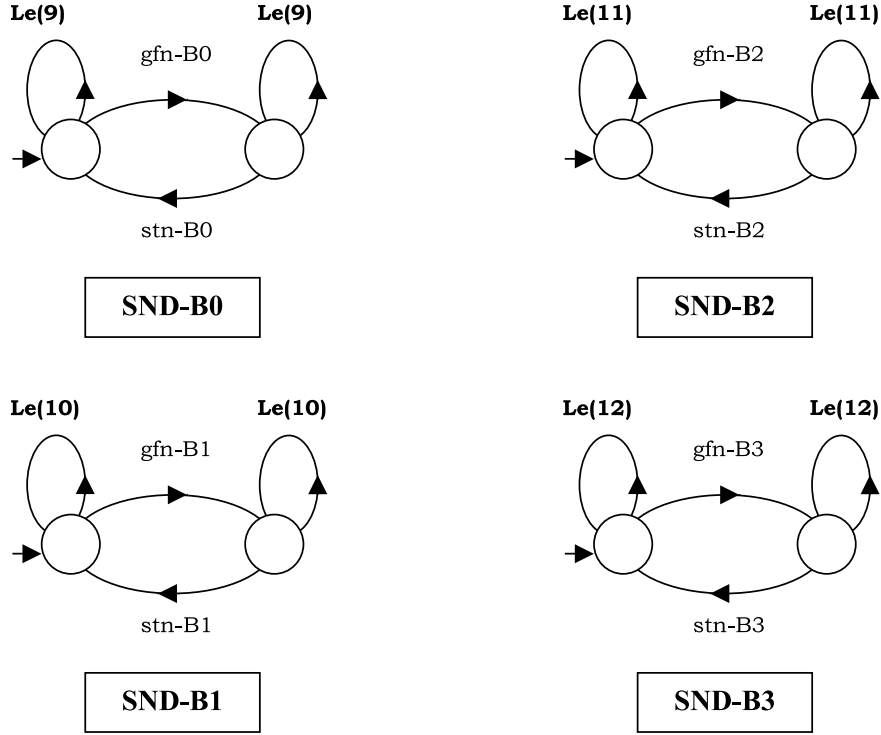 Le(9) Le(9)
gfn-B0
stn-B0
SND-B0
Le(11) Le(11)
gfn-B2
stn-B2
SND-B2
Le(10) Le(10)
gfn-B1
stn-B1
SND-B1
Le(12) Le(12)
gfn-B3
stn-B3
SND-B3